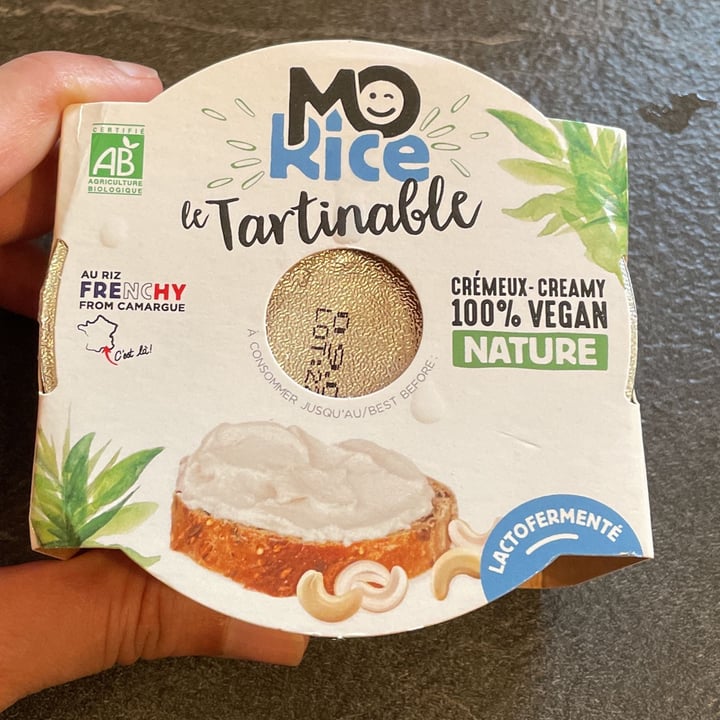 MO
Rice
le Tartinable
CERTIFIÉ
AB
AGRICULTURE
BIOLOGIQUE
AU RIZ
FRENCHY
FROM CAMARGUE
C'est là!
CRÉMEUX - CREAMY
100% VEGAN
NATURE
À CONSOMMER JUSQU'AU/BEST BEFORE:
LACTOFERMENTÉ